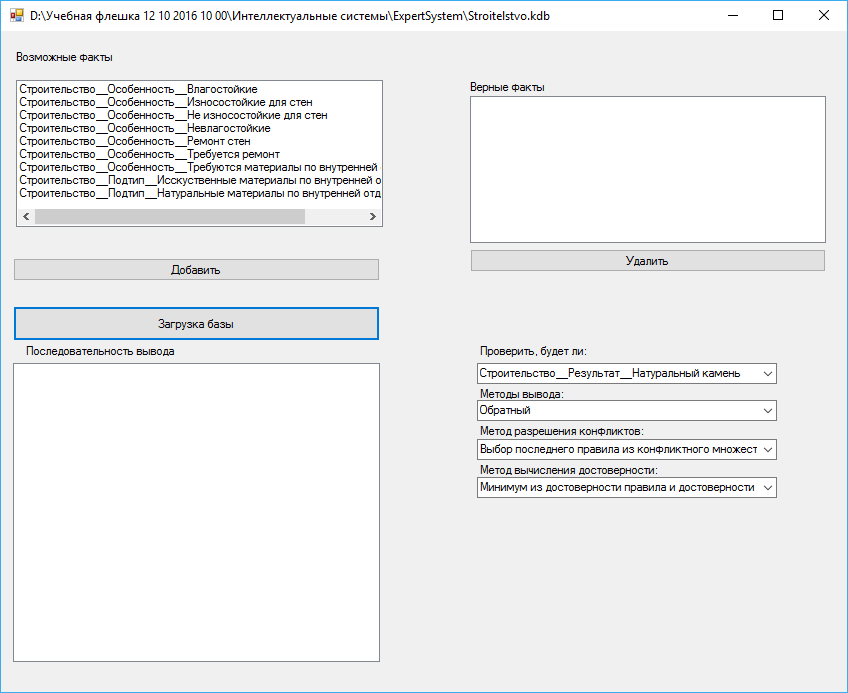 D:\Учебная флешка 12 10 2016 10 00\Интеллектуальные системы\ExpertSystem\Stroitelstvo.kdb
Возможные факты
Строительство__Особенность__Влагостойкие
Строительство__Особенность__Износостойкие для стен
Строительство__Особенность__Не износостойкие для стен
Строительство__Особенность__Невлагостойкие
Строительство__Особенность__Ремонт стен
Строительство__Особенность__Требуется ремонт
Строительство__Особенность__Требуются материалы по внутренней
Строительство__Подтип__Исскуственные материалы по внутренней о
Строительство__Подтип__Натуральные материалы по внутренней отд
Добавить
Загрузка базы
Последовательность вывода
Верные факты
Удалить
Проверить, будет ли:
Строительство__Результат__Натуральный камень
Методы вывода:
Обратный
Метод разрешения конфликтов:
Выбор последнего правила из конфликтного множест
Метод вычисления достоверности:
Минимум из достоверности правила и достоверности